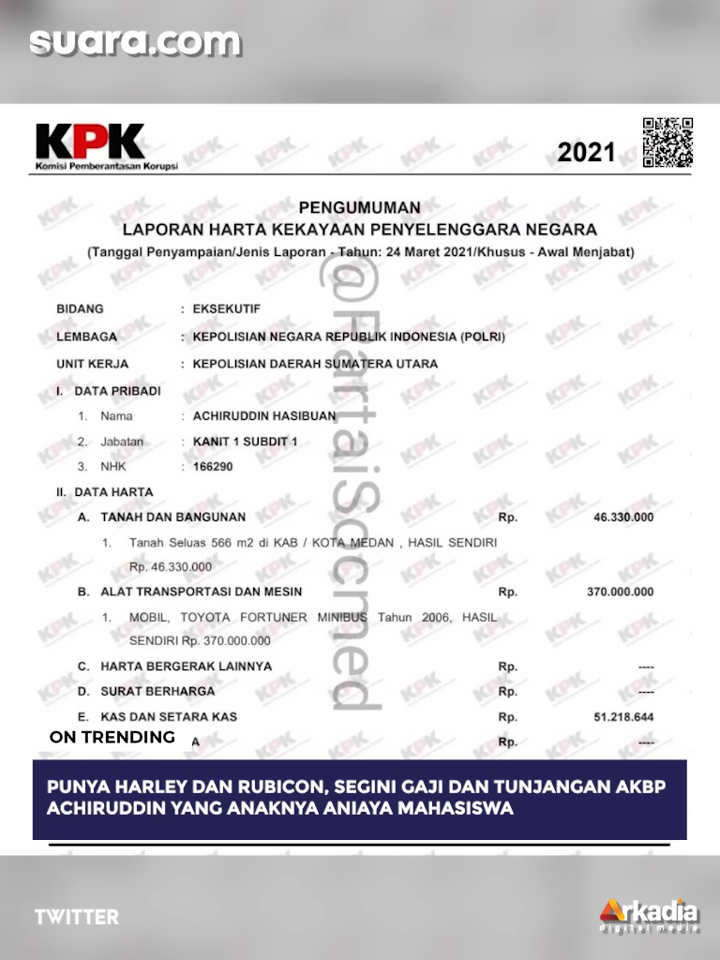 suara.com
KPK
Komisi Pemberantasan Korupsi
2021
PENGUMUMAN
LAPORAN HARTA KEKAYAAN PENYELENGGARA NEGARA
(Tanggal Penyampaian/Jenis Laporan - Tahun: 24 Maret 2021/Khusus - Awal Menjabat)
BIDANG : EKSEKUTIF
LEMBAGA : KEPOLISIAN NEGARA REPUBLIK INDONESIA (POLRI)
UNIT KERJA : KEPOLISIAN DAERAH SUMATERA UTARA
I. DATA PRIBADI
1. Nama : ACHIRUDDIN HASIBUAN
2. Jabatan : KANIT 1 SUBDIT 1
3. NHK : 166290
II. DATA HARTA
A. TANAH DAN BANGUNAN Rp. 46.330.000
1. Tanah Seluas 566 m2 di KAB / KOTA MEDAN , HASIL SENDIRI
Rp. 46.330.000
B. ALAT TRANSPORTASI DAN MESIN Rp. 370.000.000
1. MOBIL, TOYOTA FORTUNER MINIBUS Tahun 2006, HASIL
SENDIRI Rp. 370.000.000
C. HARTA BERGERAK LAINNYA Rp. ----
D. SURAT BERHARGA Rp. ----
E. KAS DAN SETARA KAS Rp. 51.218.644
A Rp. ----
@PartaiSocmed
ON TRENDING
PUNYA HARLEY DAN RUBICON, SEGINI GAJI DAN TUNJANGAN AKBP
ACHIRUDDIN YANG ANAKNYA ANIAYA MAHASISWA
TWITTER
Arkadia
digital media